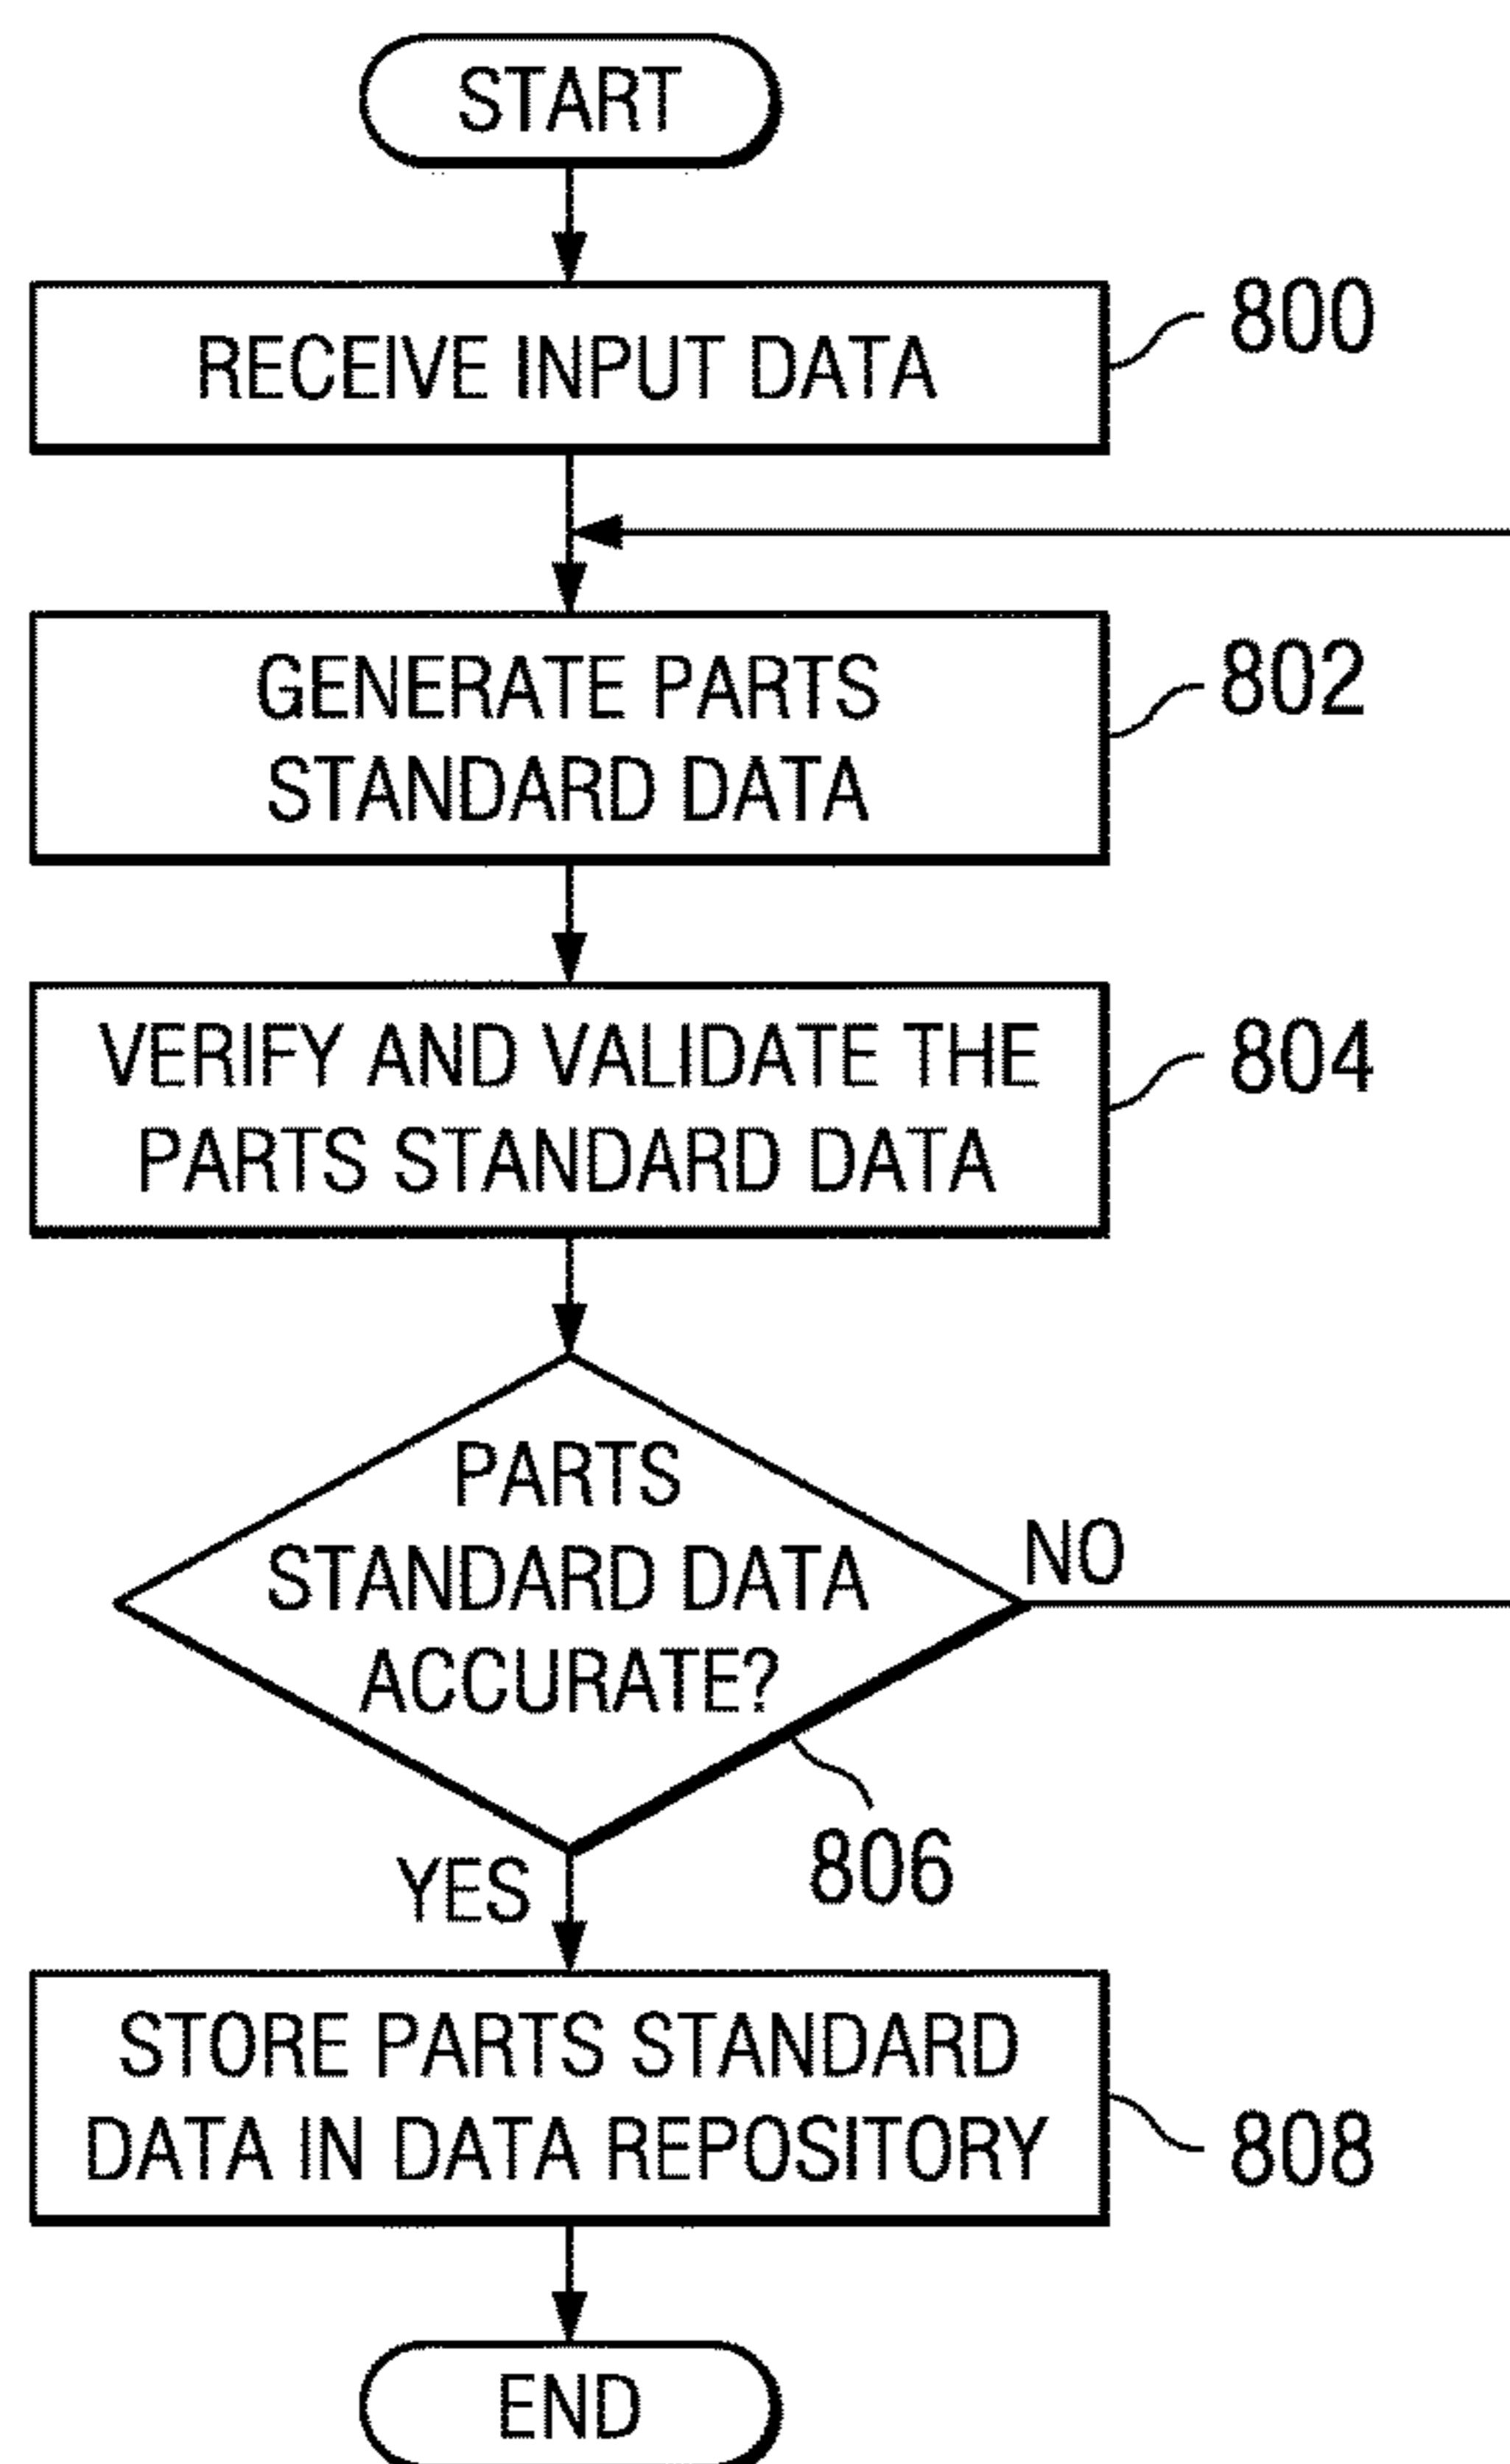 START
RECEIVE INPUT DATA
800
GENERATE PARTS
STANDARD DATA
802
VERIFY AND VALIDATE THE
PARTS STANDARD DATA
804
PARTS
STANDARD DATA
ACCURATE?
NO
806
YES
STORE PARTS STANDARD
DATA IN DATA REPOSITORY
808
END